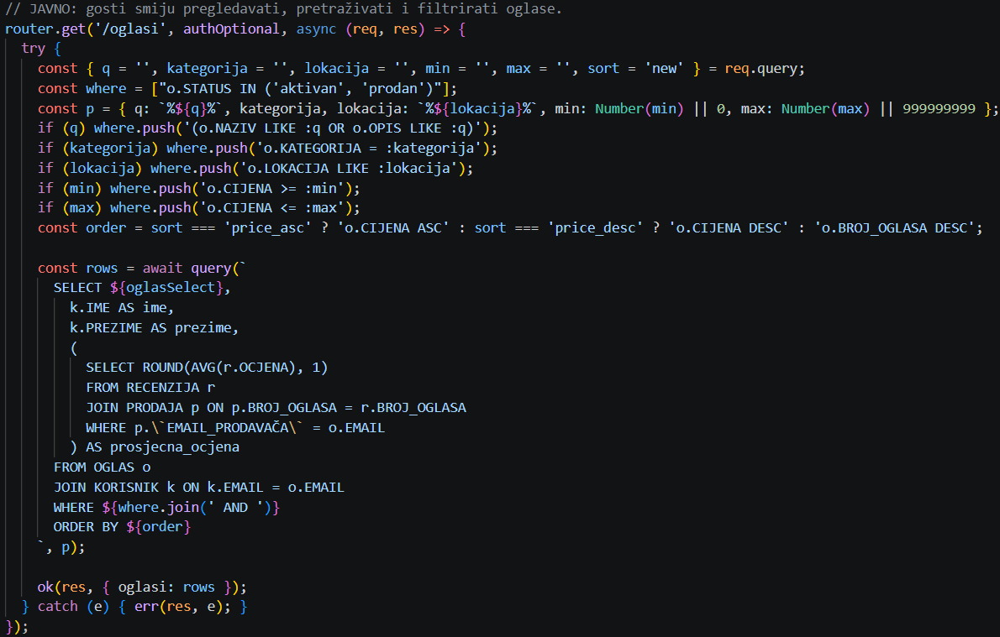 // JAVNO: gosti smiju pregledavati, pretraživati i filtrirati oglase.
router.get('/oglasi', authOptional, async (req, res) => {
  try {
    const { q = '', kategorija = '', lokacija = '', min = '', max = '', sort = 'new' } = req.query;
    const where = ["o.STATUS IN ('aktivan', 'prodan')"];
    const p = { q: `%${q}%`, kategorija, lokacija: `%${lokacija}%`, min: Number(min) || 0, max: Number(max) || 999999999 };
    if (q) where.push('(o.NAZIV LIKE :q OR o.OPIS LIKE :q)');
    if (kategorija) where.push('o.KATEGORIJA = :kategorija');
    if (lokacija) where.push('o.LOKACIJA LIKE :lokacija');
    if (min) where.push('o.CIJENA >= :min');
    if (max) where.push('o.CIJENA <= :max');
    const order = sort === 'price_asc' ? 'o.CIJENA ASC' : sort === 'price_desc' ? 'o.CIJENA DESC' : 'o.BROJ_OGLASA DESC';

    const rows = await query(`
      SELECT ${oglasSelect},
        k.IME AS ime,
        k.PREZIME AS prezime,
        (
          SELECT ROUND(AVG(r.OCJENA), 1)
          FROM RECENZIJA r
          JOIN PRODAJA p ON p.BROJ_OGLASA = r.BROJ_OGLASA
          WHERE p.\`EMAIL_PRODAVAČA\` = o.EMAIL
        ) AS prosjecna_ocjena
      FROM OGLAS o
      JOIN KORISNIK k ON k.EMAIL = o.EMAIL
      WHERE ${where.join(' AND ')}
      ORDER BY ${order}
    `, p);

    ok(res, { oglasi: rows });
  } catch (e) { err(res, e); }
});